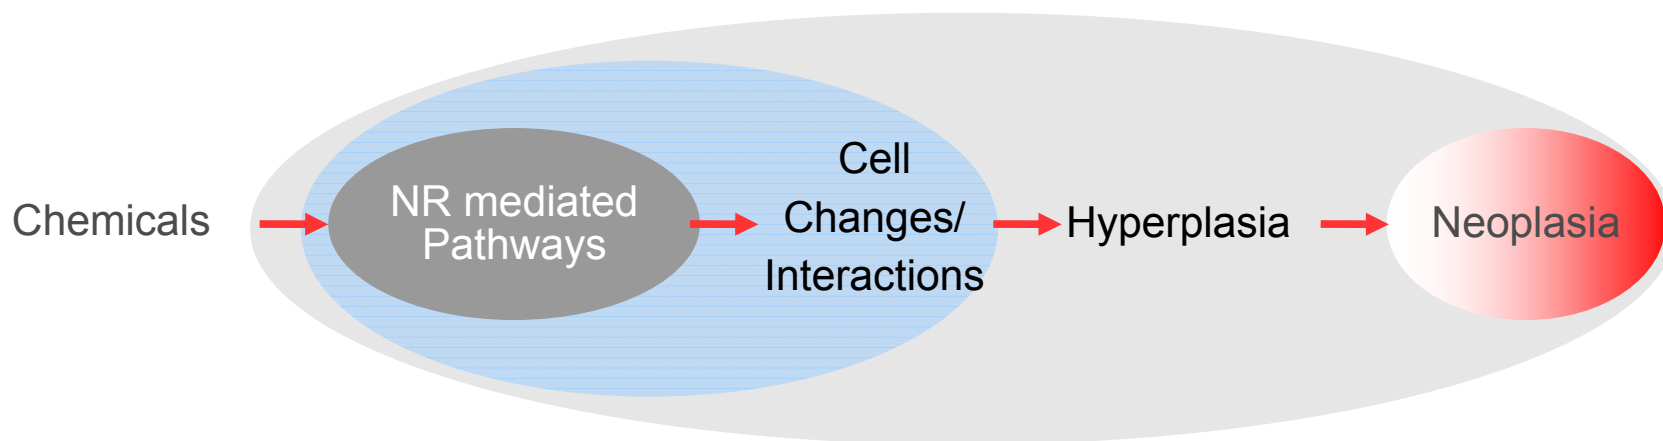 Chemicals
NR mediated
Pathways
Cell
Changes/
Interactions
Hyperplasia
Neoplasia